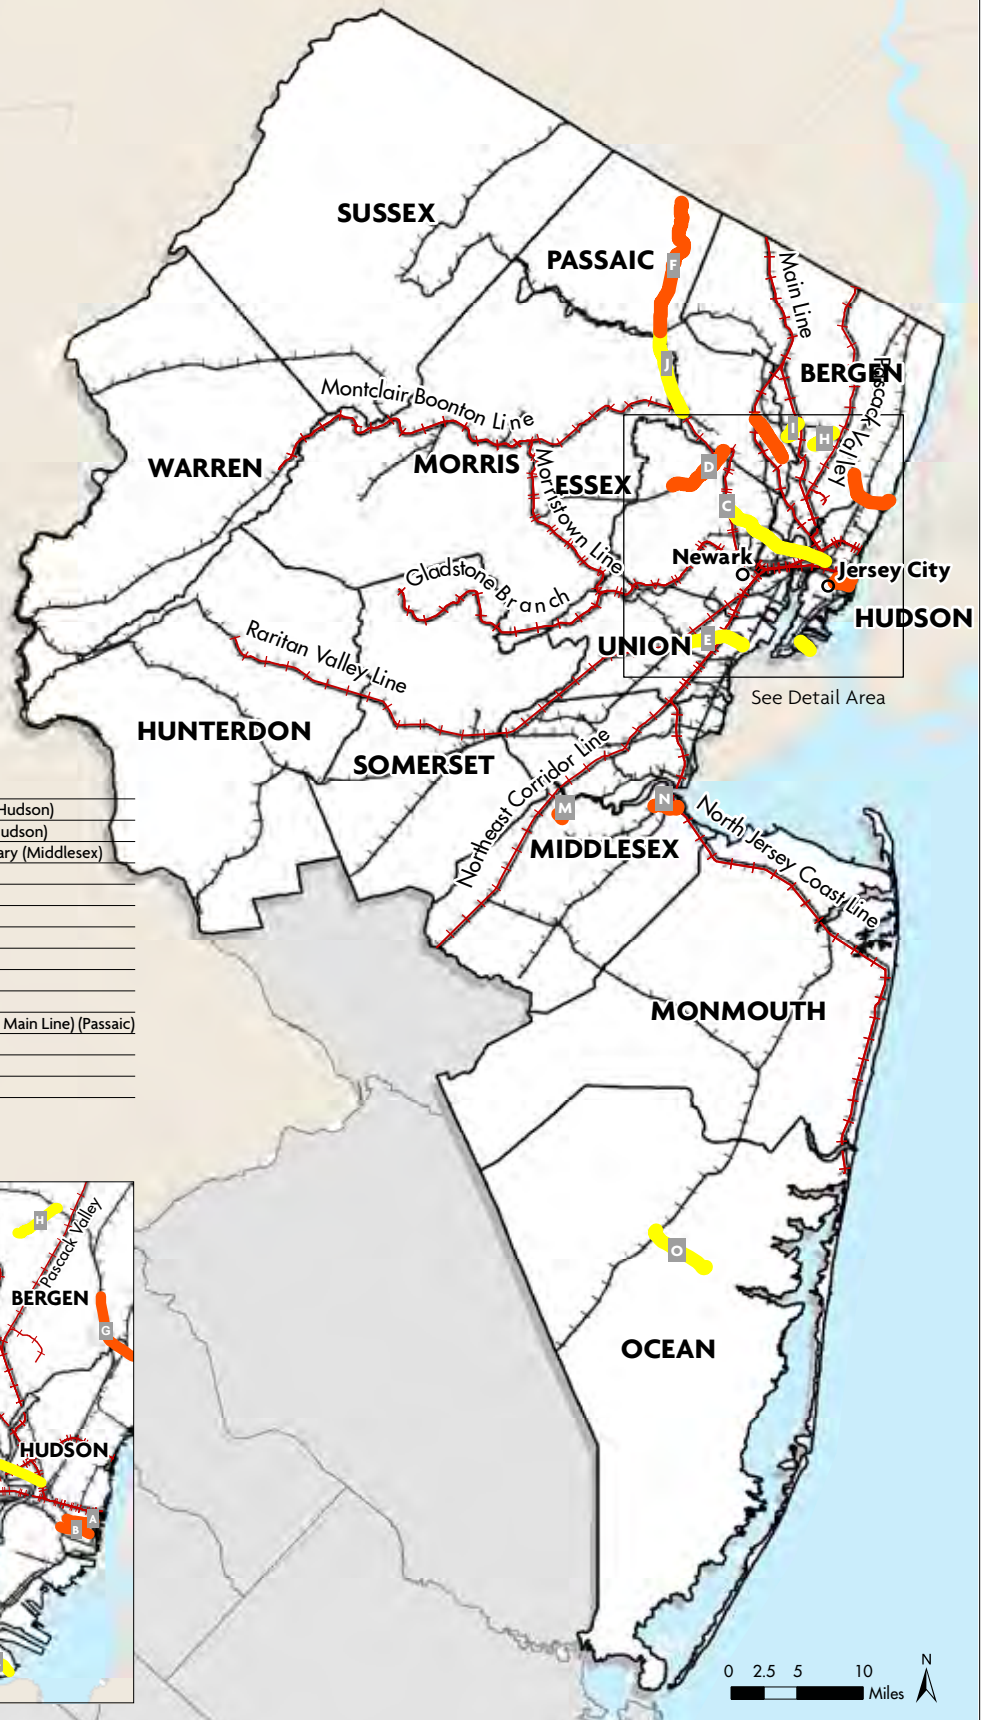 SUSSEX
PASSAIC
F
Main Line
J
BERGEN
Pascack Valley
Montclair Boonton Line
I
H
WARREN
MORRIS
D
ESSEX
Morristown Line
C
Newark
Jersey City
Gladstone Branch
HUDSON
Raritan Valley Line
UNION
E
See Detail Area
HUNTERDON
SOMERSET
Northeast Corridor Line
M
N
North Jersey Coast Line
MIDDLESEX
Hudson)
udson)
ary (Middlesex)
MONMOUTH
Main Line) (Passaic)
H
Pascack Valley
BERGEN
G
HUDSON
A
B
O
OCEAN
0 2.5 5 10
Miles
N